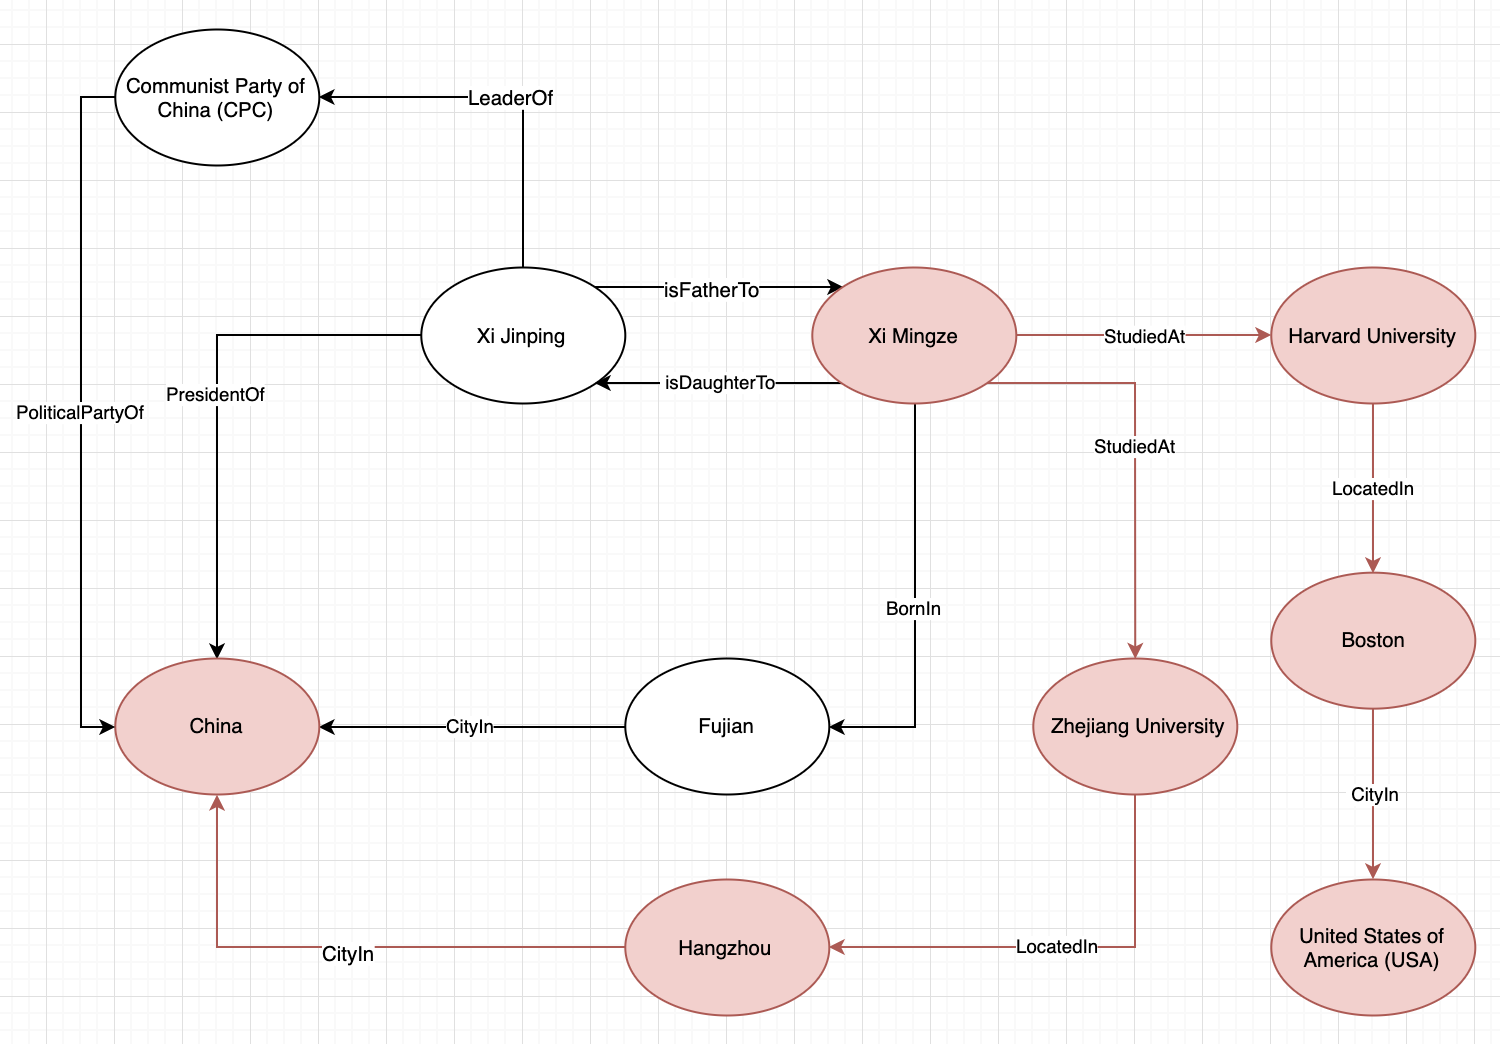 Communist Party of
China (CPC)
LeaderOf
isFatherTo
Xi Jinping
Xi Mingze
StudiedAt
Harvard University
isDaughterTo
PresidentOf
PoliticalPartyOf
StudiedAt
LocatedIn
BornIn
Boston
China
CityIn
Fujian
Zhejiang University
CityIn
CityIn
Hangzhou
LocatedIn
United States of
America (USA)